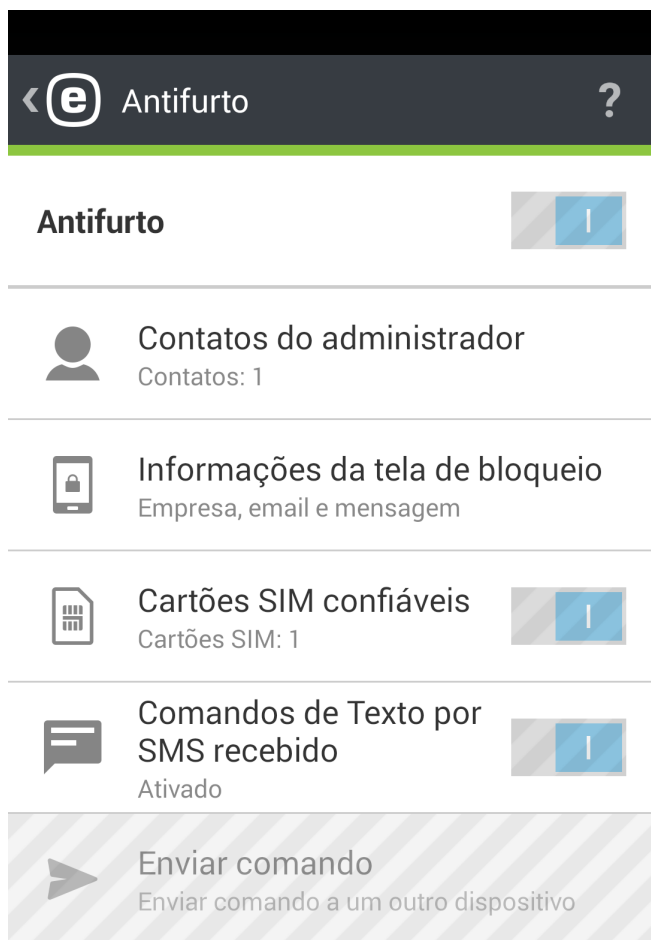 e Antifurto ?
Antifurto
Contatos do administrador
Contatos: 1
Informações da tela de bloqueio
Empresa, email e mensagem
Cartões SIM confiáveis
Cartões SIM: 1
Comandos de Texto por
SMS recebido
Ativado
Enviar comando
Enviar comando a um outro dispositivo